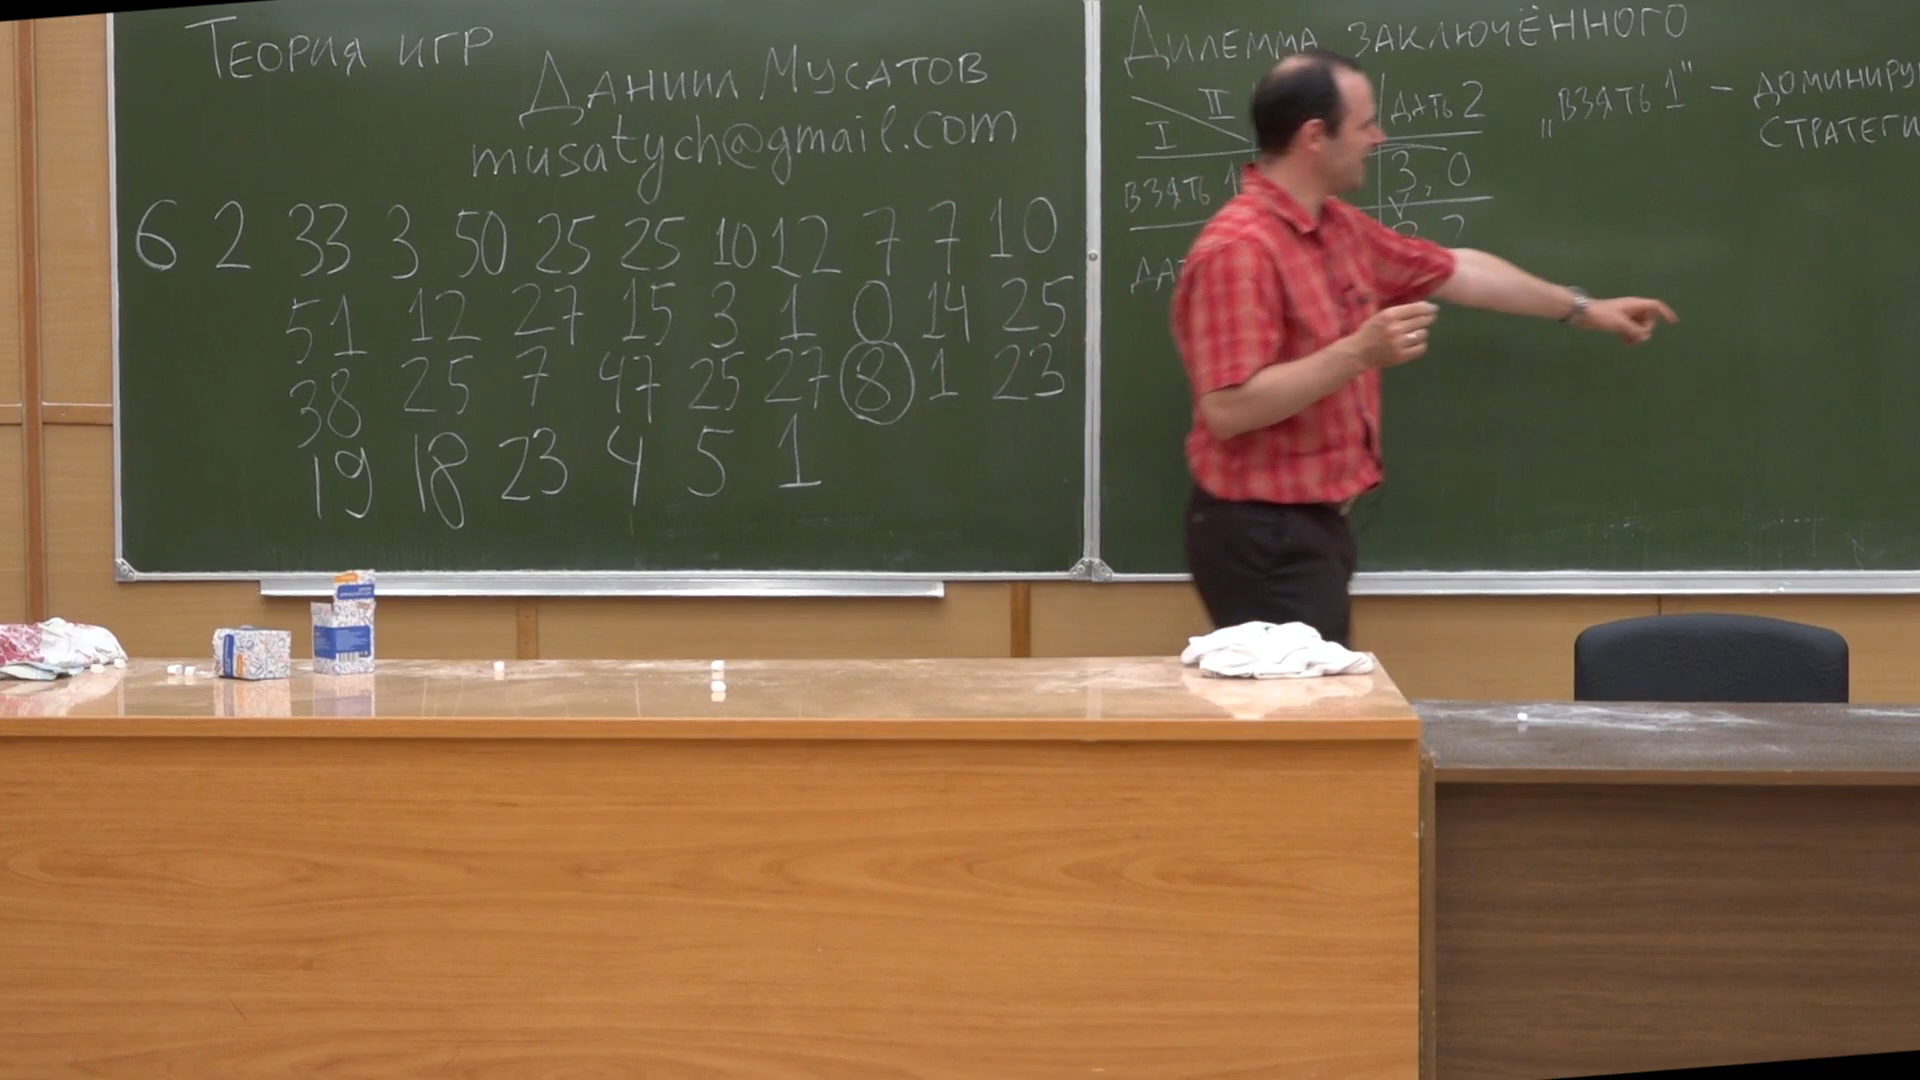 Теория игр
Даниил Мусатов
musatych@gmail.com
6 2 33 3 50 25 25 10 12 7 7 10
51 12 27 15 3 1 0 14 25
38 25 7 47 25 27 8 1 23
19 18 23 4 5 1
Дилемма заключённого
II дать 2
I
взять 1 3, 0
„взять 1" –